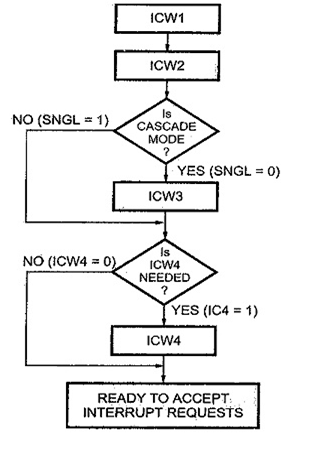 ICW1
ICW2
Is
CASCADE
MODE
?
NO (SNGL = 1)
YES (SNGL = 0)
ICW3
Is
ICW4
NEEDED
?
NO (ICW4 = 0)
YES (IC4 = 1)
ICW4
READY TO ACCEPT
INTERRUPT REQUESTS